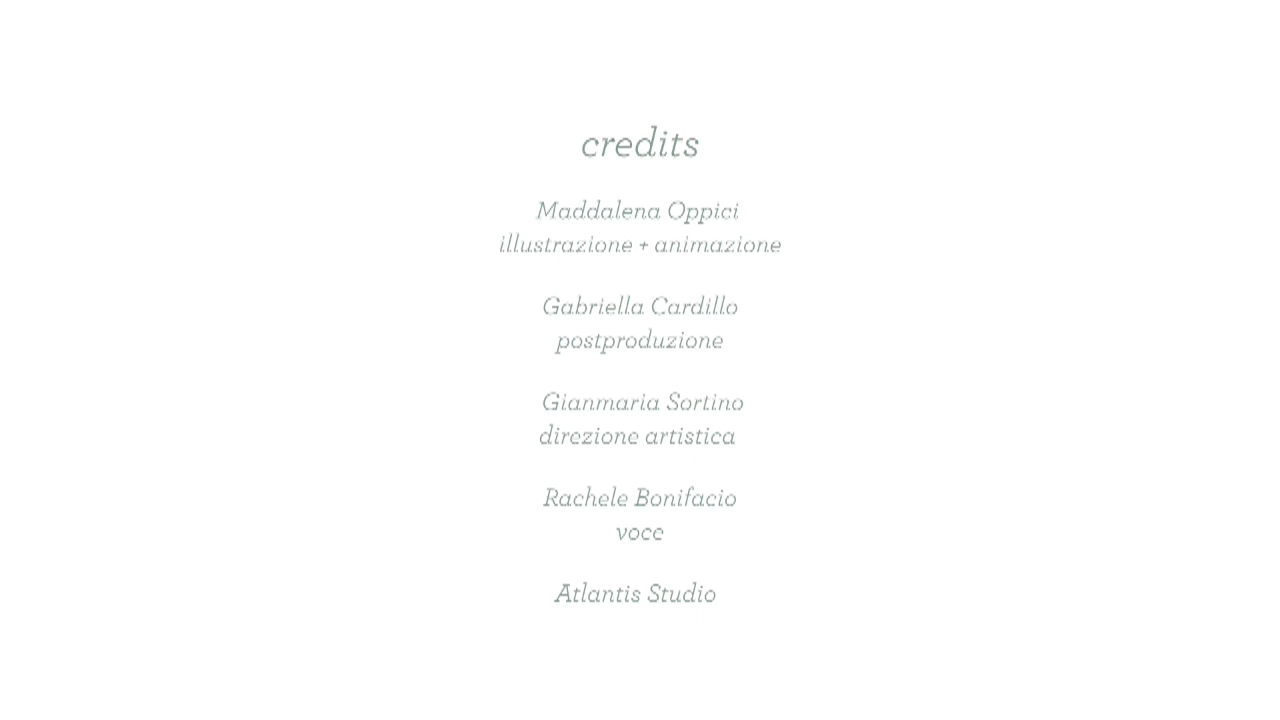 credits
Maddalena Oppici
illustrazione + animazione
Gabriella Cardillo
postproduzione
Gianmaria Sortino
direzione artistica
Rachele Bonifacio
voce
Atlantis Studio